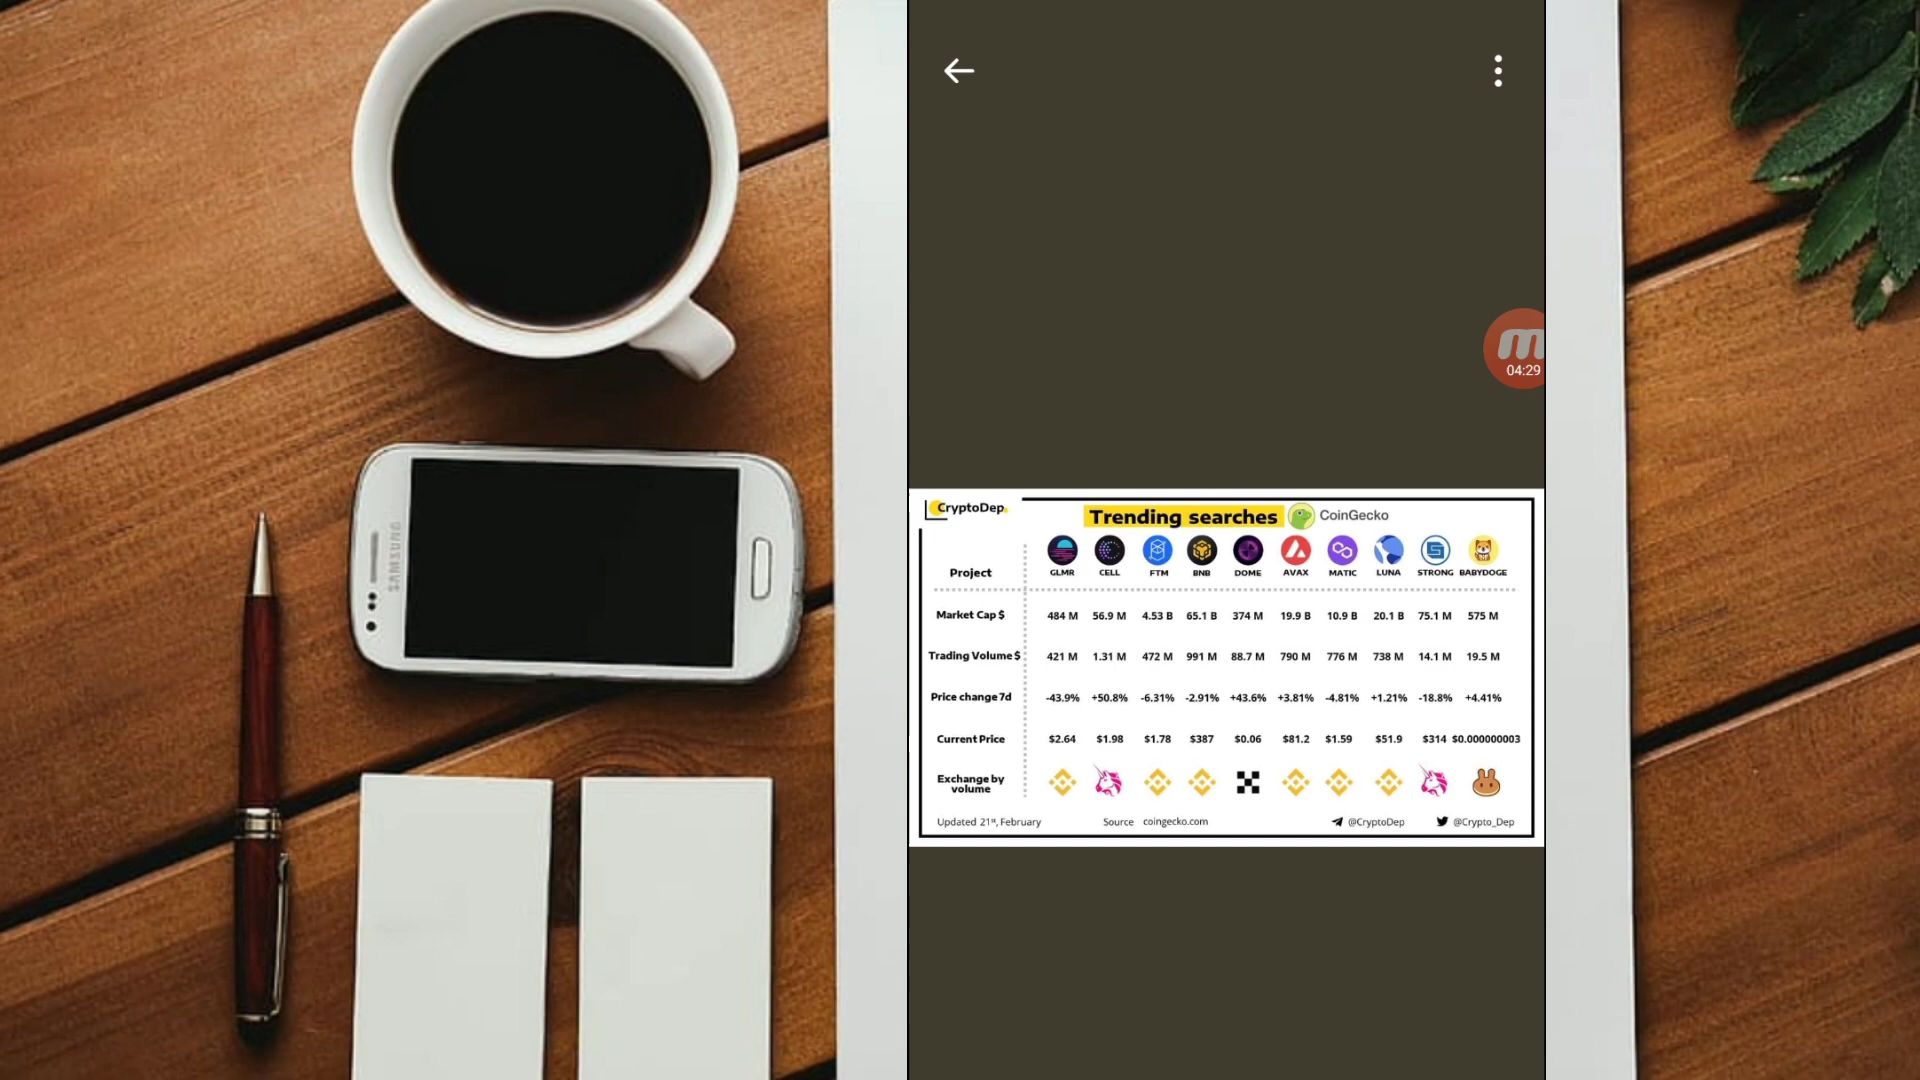 SAMSUNG
04:29
CryptoDep.
Trending searches CoinGecko
Project GLMR CELL FTM BNB DOME AVAX MATIC LUNA STRONG BABYDOGE
Market Cap $ 484 M 56.9 M 4.53 B 65.1 B 374 M 19.9 B 10.9 B 20.1 B 75.1 M 575 M
Trading Volume $ 421 M 1.31 M 472 M 991 M 88.7 M 790 M 776 M 738 M 14.1 M 19.5 M
Price change 7d -43.9% +50.8% -6.31% -2.91% +43.6% +3.81% -4.81% +1.21% -18.8% +4.41%
Current Price $2.64 $1.98 $1.78 $387 $0.06 $81.2 $1.59 $51.9 $314 $0.000000003
Exchange by
volume
Updated 21st, February Source coingecko.com @CryptoDep @Crypto_Dep